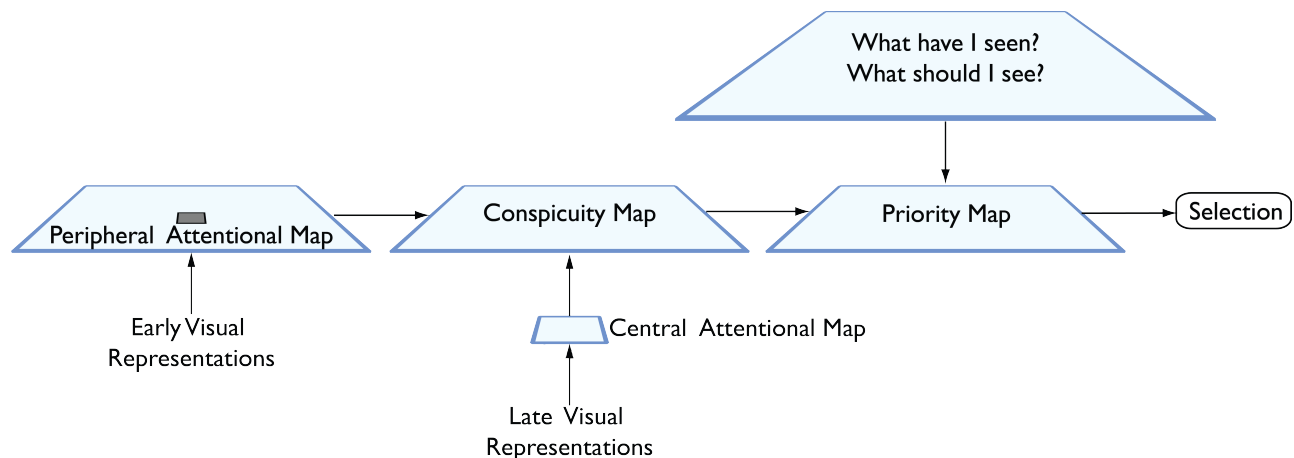 What have I seen?
What should I see?
Conspicuity Map
Priority Map
Selection
Peripheral Attentional Map
Early Visual
Representations
Central Attentional Map
Late Visual
Representations